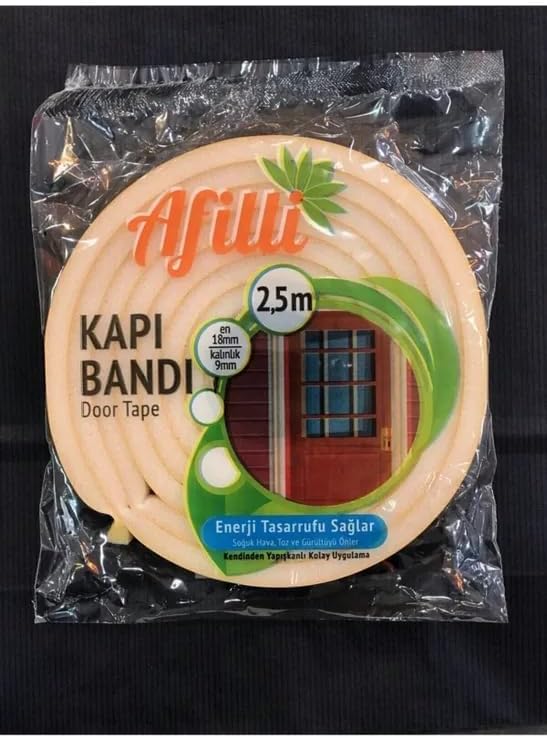 Afilli
2,5m
en
18mm
kalınlık
9mm
KAPI
BANDI
Door Tape
Enerji Tasarrufu Sağlar
Soğuk Hava, Toz ve Gürültüyü Önler
Kendinden Yapışkanlı Kolay Uygulama